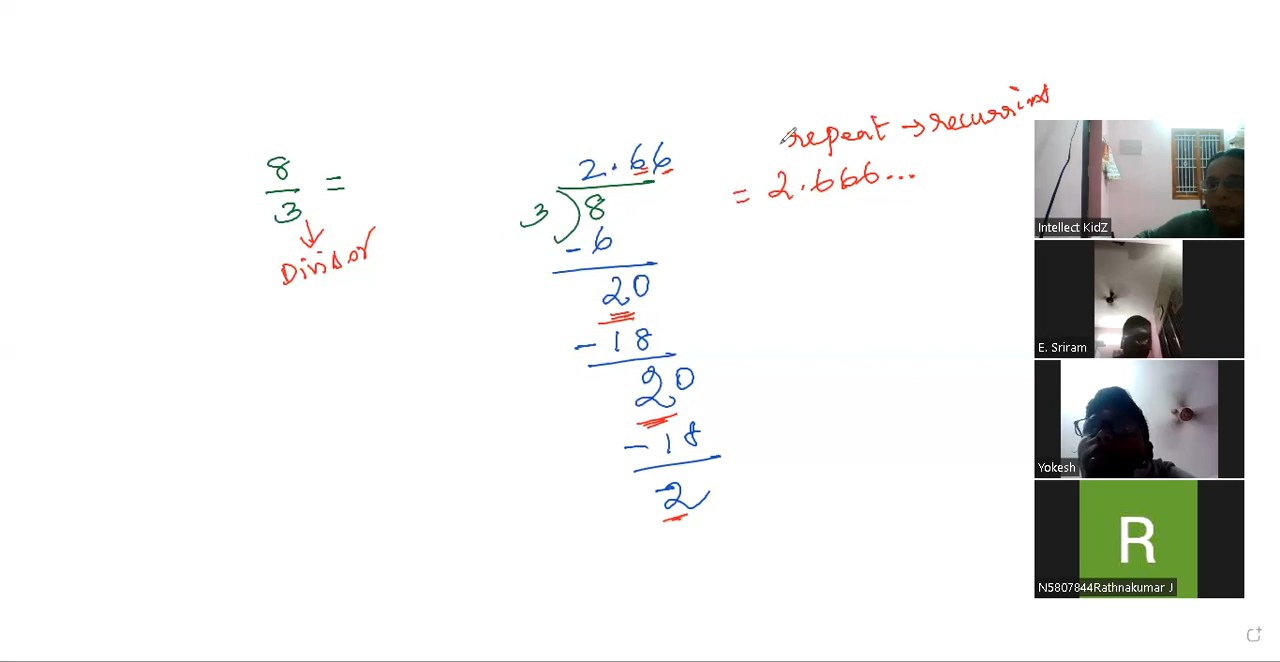 repeat → recurring
8
3
=
Divisor
2.66
3)8
-6
20
-18
20
-18
2
= 2.666...
Intellect KidZ
E. Sriram
Yokesh
R
N5807844Rathnakumar J